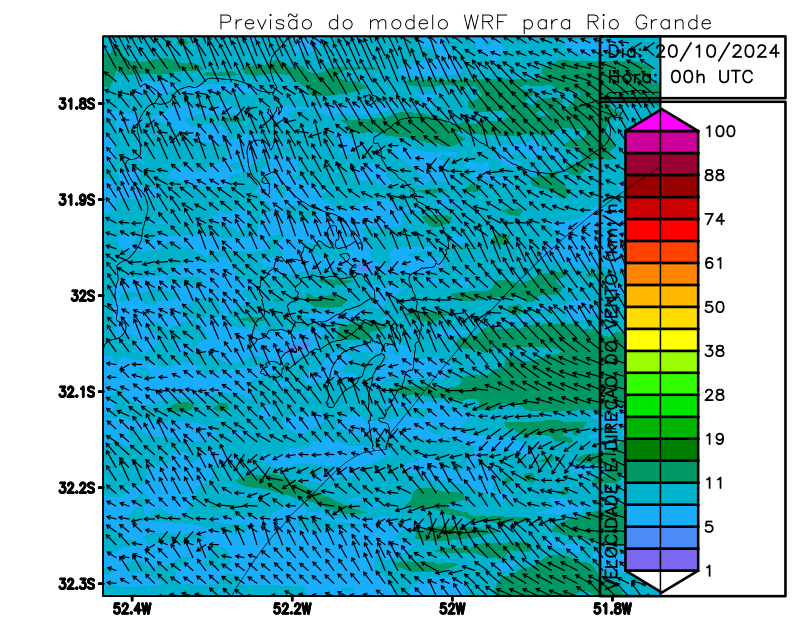 Previsão do modelo WRF para Rio Grande
Dia: 20/10/2024
Hora: 00h UTC
31.8S
31.9S
32S
32.1S
32.2S
32.3S
52.4W
52.2W
52W
51.8W
VELOCIDADE E DIREÇÃO DO VENTO (km/h)
100
88
74
61
50
38
28
19
11
5
1